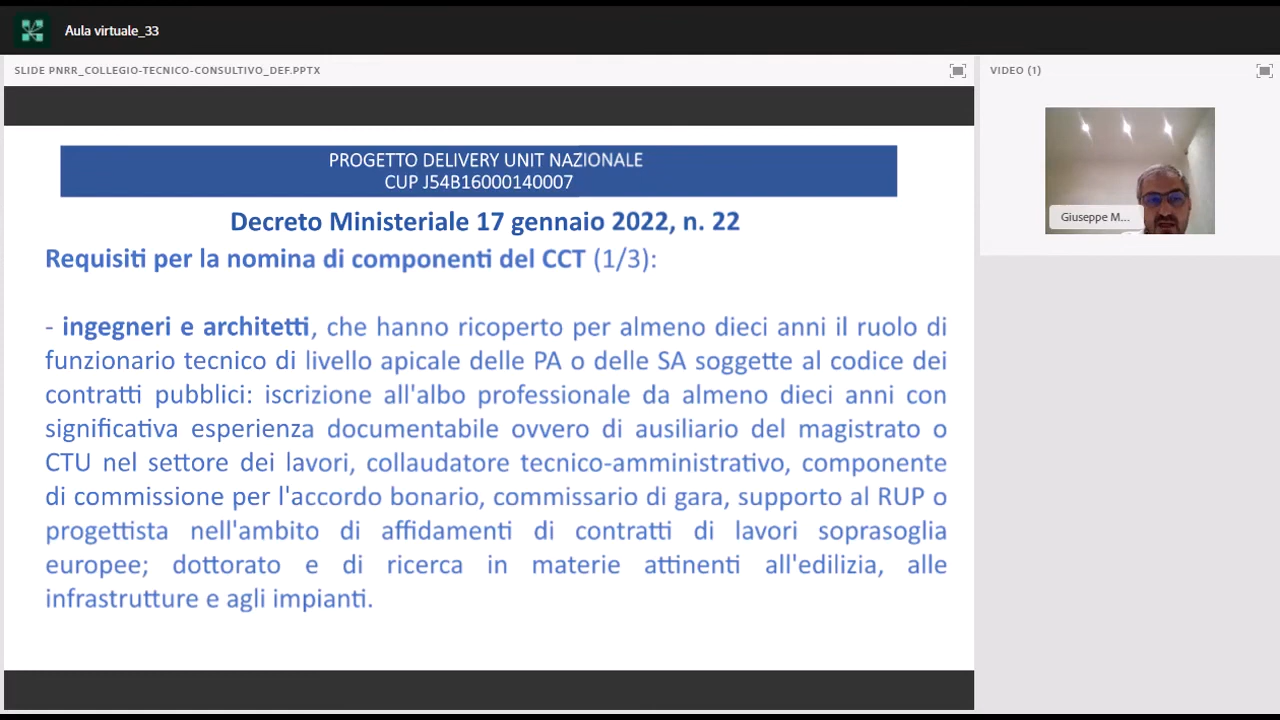 Aula virtuale_33
SLIDE PNRR_COLLEGIO-TECNICO-CONSULTIVO_DEF.PPTX
VIDEO (1)
PROGETTO DELIVERY UNIT NAZIONALE
CUP J54B16000140007
Decreto Ministeriale 17 gennaio 2022, n. 22
Requisiti per la nomina di componenti del CCT (1/3):
- ingegneri e architetti, che hanno ricoperto per almeno dieci anni il ruolo di
funzionario tecnico di livello apicale delle PA o delle SA soggette al codice dei
contratti pubblici: iscrizione all'albo professionale da almeno dieci anni con
significativa esperienza documentabile ovvero di ausiliario del magistrato o
CTU nel settore dei lavori, collaudatore tecnico-amministrativo, componente
di commissione per l'accordo bonario, commissario di gara, supporto al RUP o
progettista nell'ambito di affidamenti di contratti di lavori soprasoglia
europee; dottorato e di ricerca in materie attinenti all'edilizia, alle
infrastrutture e agli impianti.
Giuseppe M...